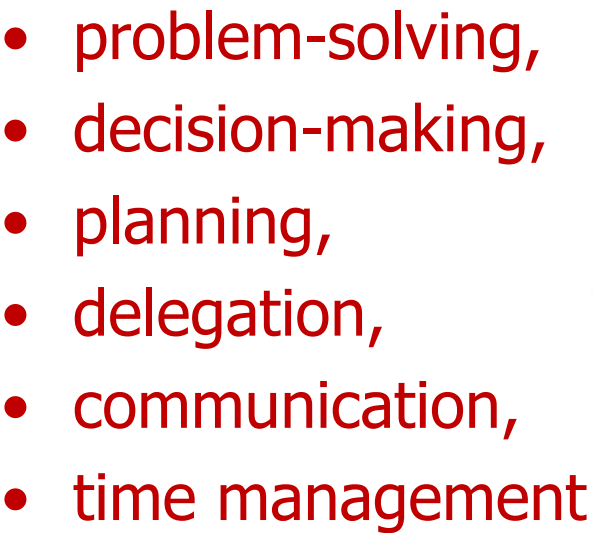 • problem-solving,
• decision-making,
• planning,
• delegation,
• communication,
• time management